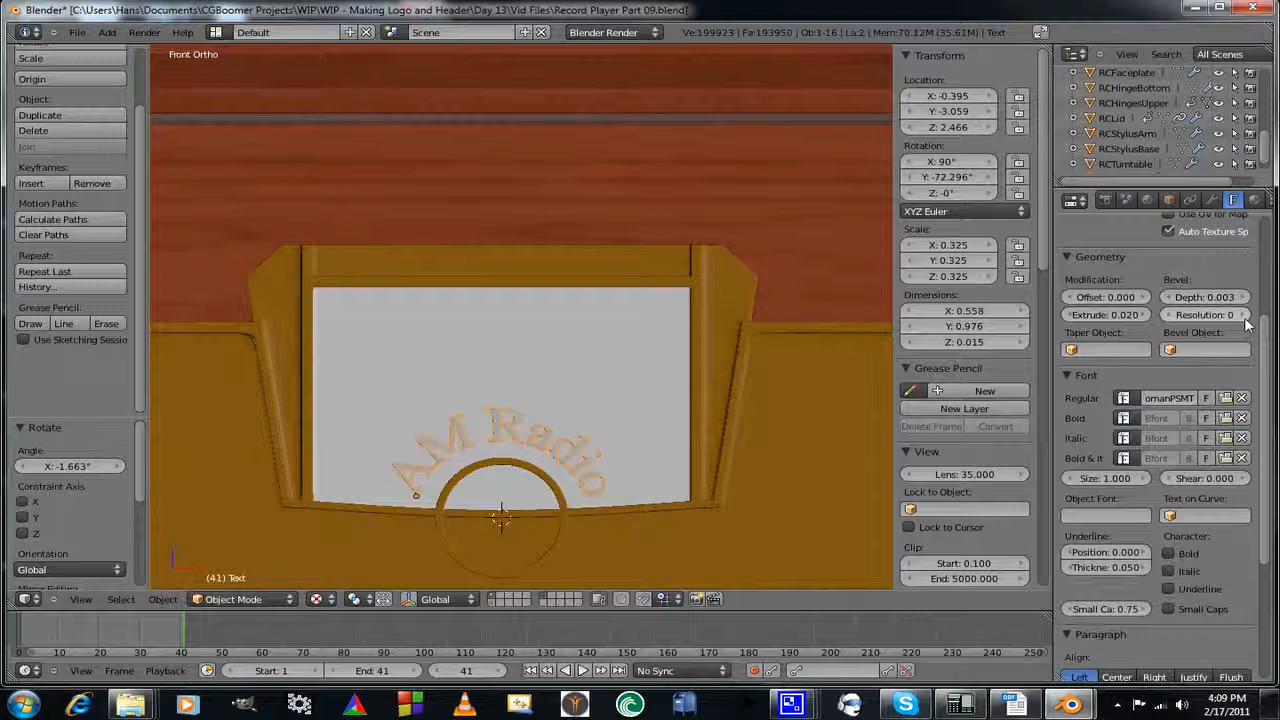 Blender* [C:\Users\Hans\Documents\CGBoomer Projects\WIP\WIP - Making Logo and Header\Day 13\Vid Files\Record Player Part 09.blend]
File Add Render Help Default Scene Blender Render Ve:199923 | Fa:193950 | Ob:1-16 | La:2 | Mem:70.12M (35.61M) | Text
View Search All Scenes
Scale
Origin
Object:
Duplicate
Delete
Join
Keyframes:
Insert Remove
Motion Paths:
Calculate Paths
Clear Paths
Repeat:
Repeat Last
History...
Grease Pencil:
Draw Line Erase
Use Sketching Sessio
Rotate
Angle
X: -1.663°
Constraint Axis
X
Y
Z
Orientation
Global
Front Ortho
AM Radio
(41) Text
Transform
Location:
X: -0.395
Y: -3.059
Z: 2.466
Rotation:
X: 90°
Y: -72.296°
Z: -0°
XYZ Euler
Scale:
X: 0.325
Y: 0.325
Z: 0.325
Dimensions:
X: 0.558
Y: 0.976
Z: 0.015
Grease Pencil
New
New Layer
Delete Frame Convert
View
Lens: 35.000
Lock to Object:
Lock to Cursor
Clip:
Start: 0.100
End: 5000.000
RCFaceplate
RCHingeBottom
RCHingesUpper
RCLid
RCStylusArm
RCStylusBase
RCTurntable
Use UV for Map
Auto Texture Sp
Geometry
Modification: Bevel:
Offset: 0.000 Depth: 0.003
Extrude: 0.020 Resolution: 0
Taper Object: Bevel Object:
Font
Regular omanPSMT F
Bold Bfont 8
Italic Bfont 8
Bold & It Bfont 8
Size: 1.000 Shear: 0.000
Object Font: Text on Curve:
Underline: Character:
Position: 0.000 Bold
Thickne: 0.050 Italic
Underline
Small Ca: 0.75 Small Caps
Paragraph
Align:
Left Center Right Justify Flush
View Select Object Object Mode Global
0 10 20 30 40 50 60 70 80 90 100 110 120 130 140 150 160 170 180 190 200 210 220 230 240 250
View Frame Playback Start: 1 End: 41 41 No Sync
4:09 PM
2/17/2011